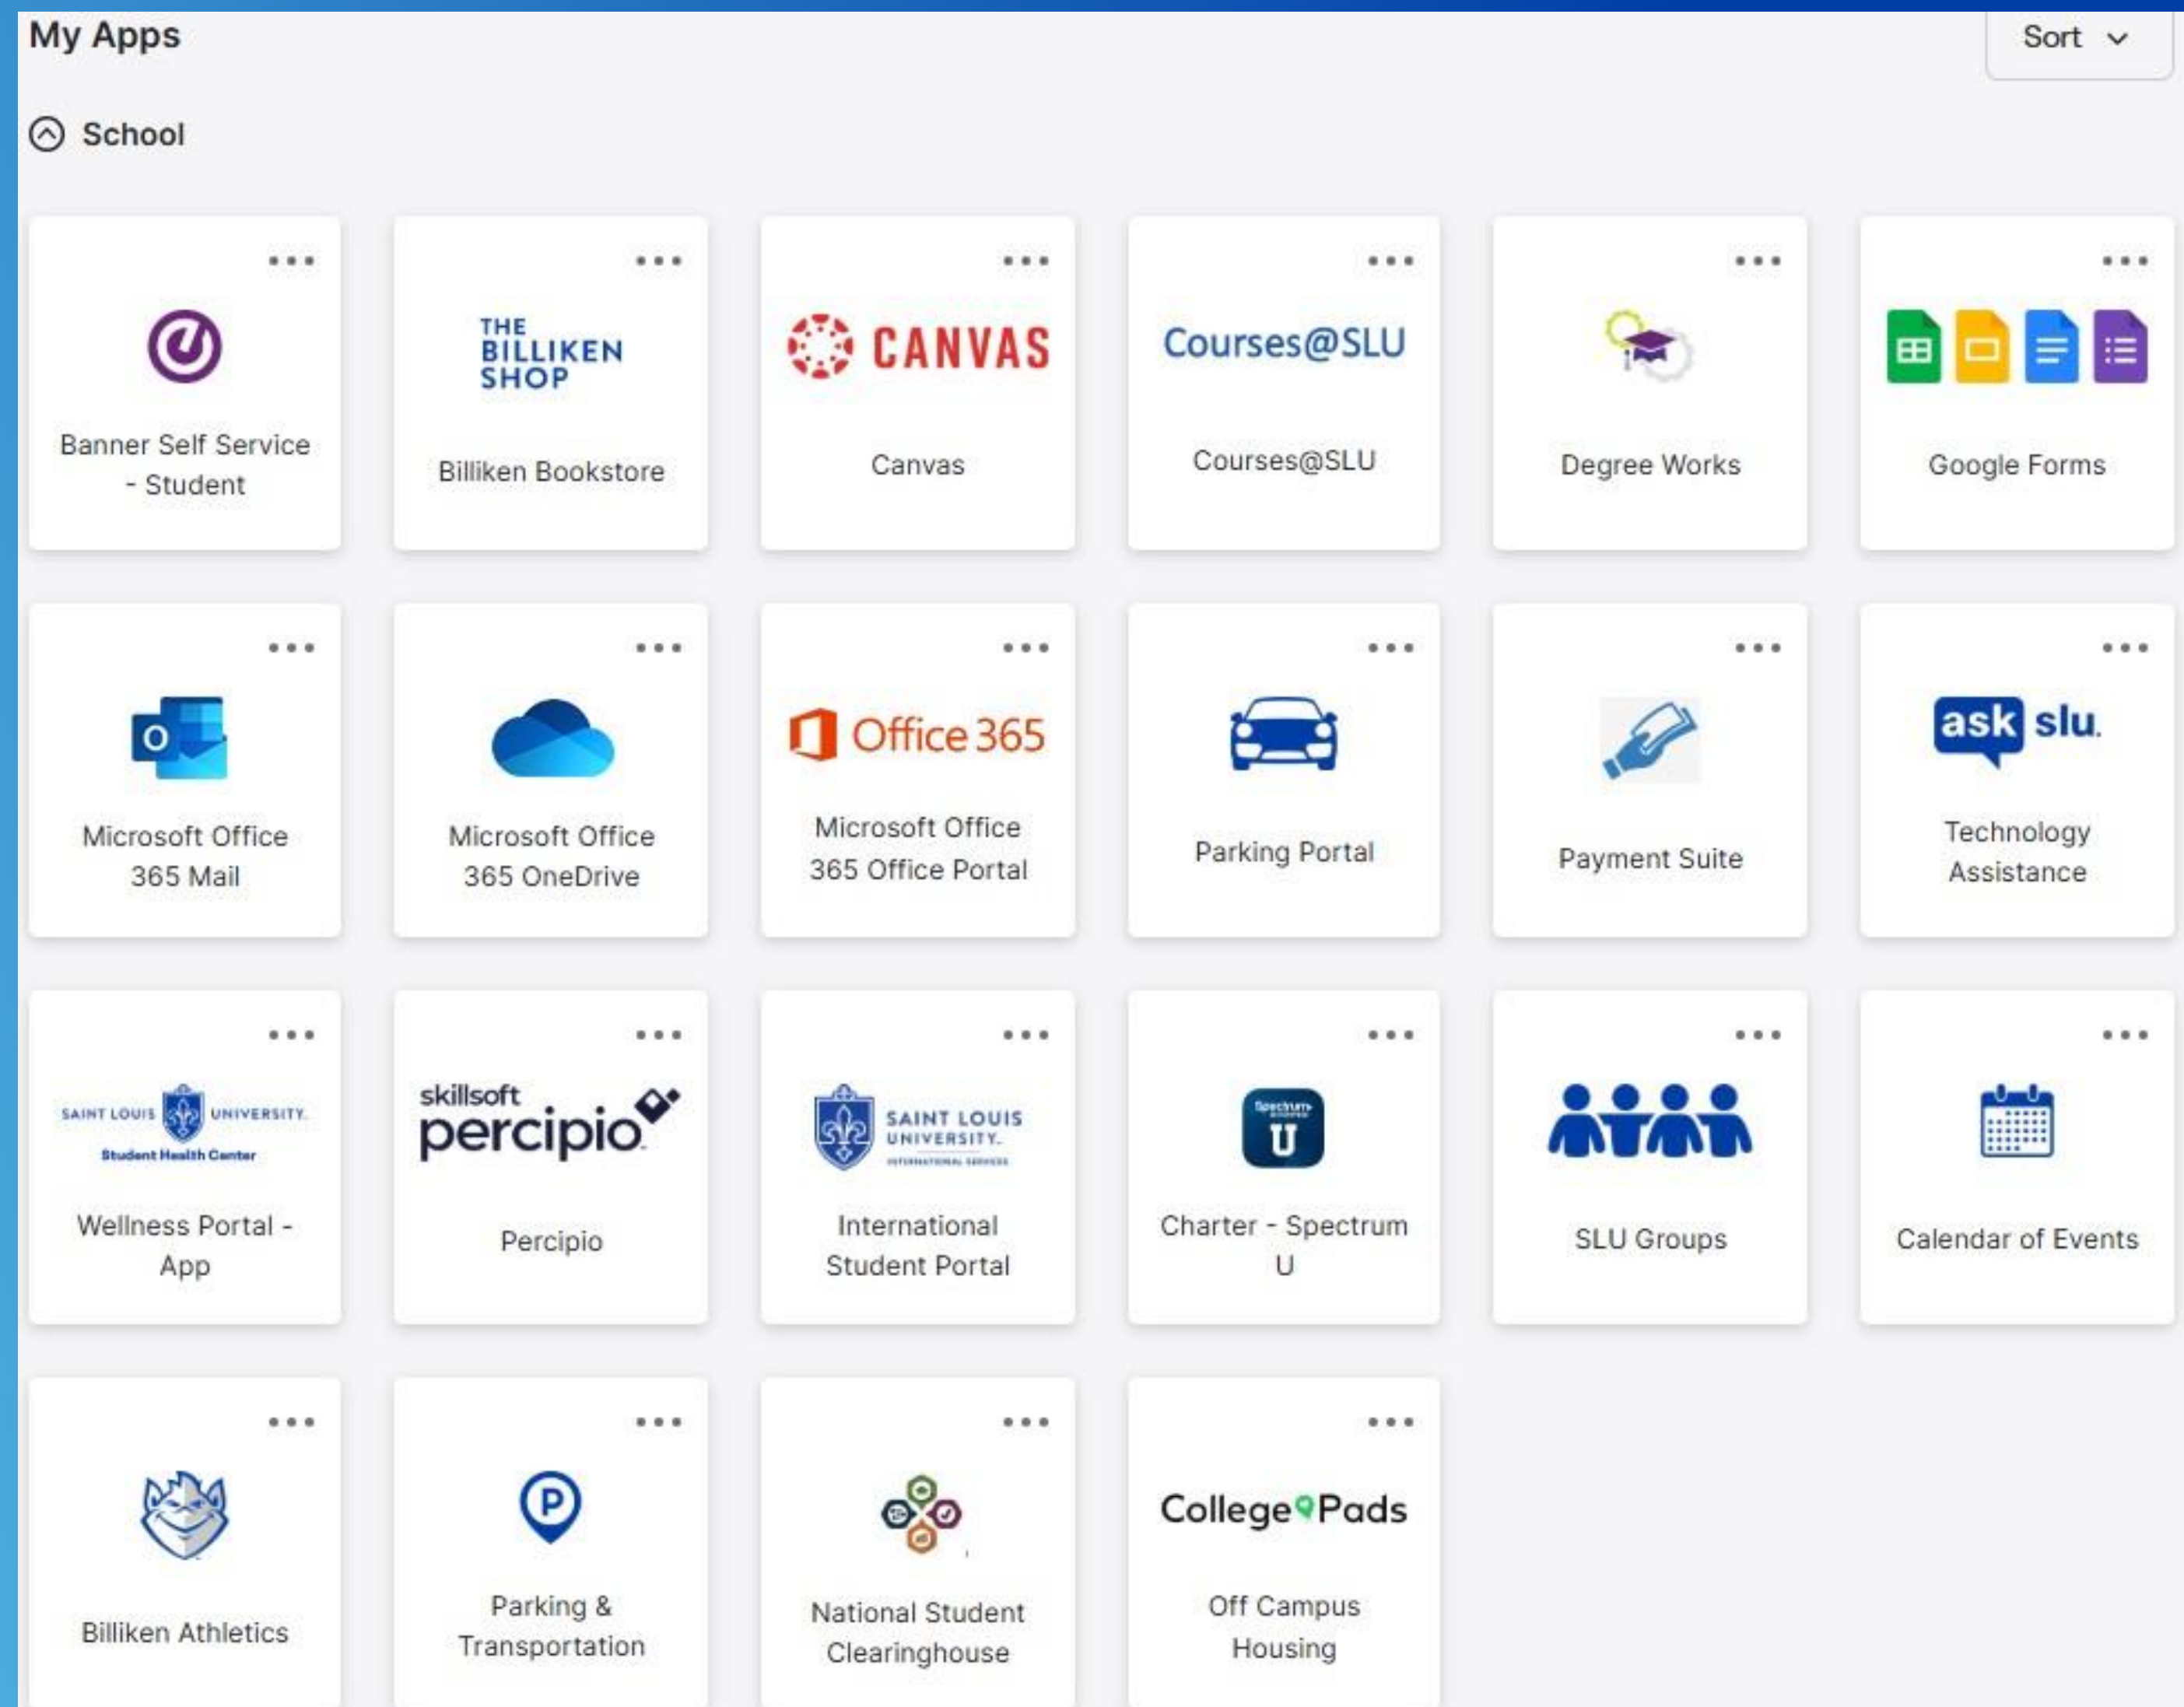 My Apps
Sort
School
THE
BILLIKEN
SHOP
CANVAS
Courses@SLU
Banner Self Service
- Student
Billiken Bookstore
Canvas
Courses@SLU
Degree Works
Google Forms
O
Office 365
ask slu.
Microsoft Office
365 Mail
Microsoft Office
365 OneDrive
Microsoft Office
365 Office Portal
Parking Portal
Payment Suite
Technology
Assistance
SAINT LOUIS UNIVERSITY.
Student Health Center
skillsoft
percipio
SAINT LOUIS
UNIVERSITY.
INTERNATIONAL SERVICES
Spectrum
U
Wellness Portal -
App
Percipio
International
Student Portal
Charter - Spectrum
U
SLU Groups
Calendar of Events
P
College Pads
Billiken Athletics
Parking &
Transportation
National Student
Clearinghouse
Off Campus
Housing